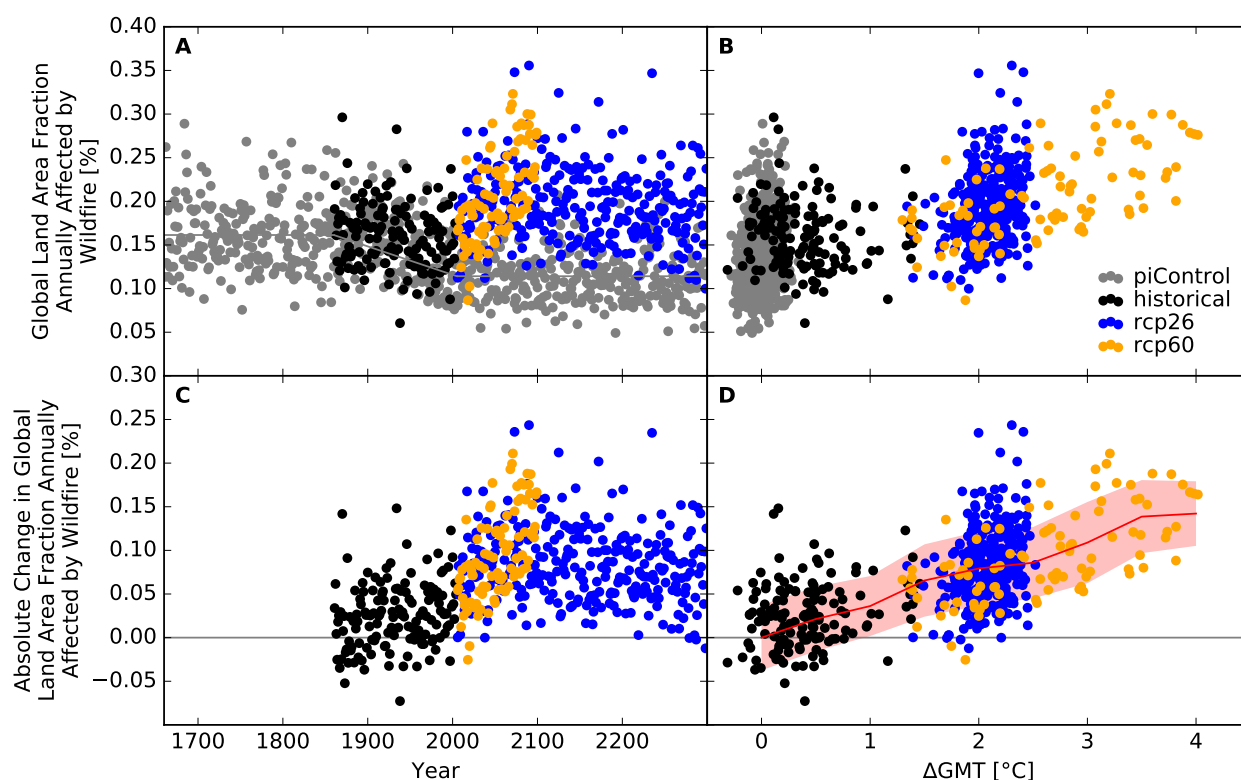 Global Land Area Fraction
Annually Affected by
Wildfire [%]
0.40
0.35
0.30
0.25
0.20
0.15
0.10
0.05
0.30
A
B
piControl
historical
rcp26
rcp60
Absolute Change in Global
Land Area Fraction Annually
Affected by Wildfire [%]
0.25
0.20
0.15
0.10
0.05
0.00
−0.05
C
D
1700 1800 1900 2000 2100 2200
Year
0 1 2 3 4
ΔGMT [°C]